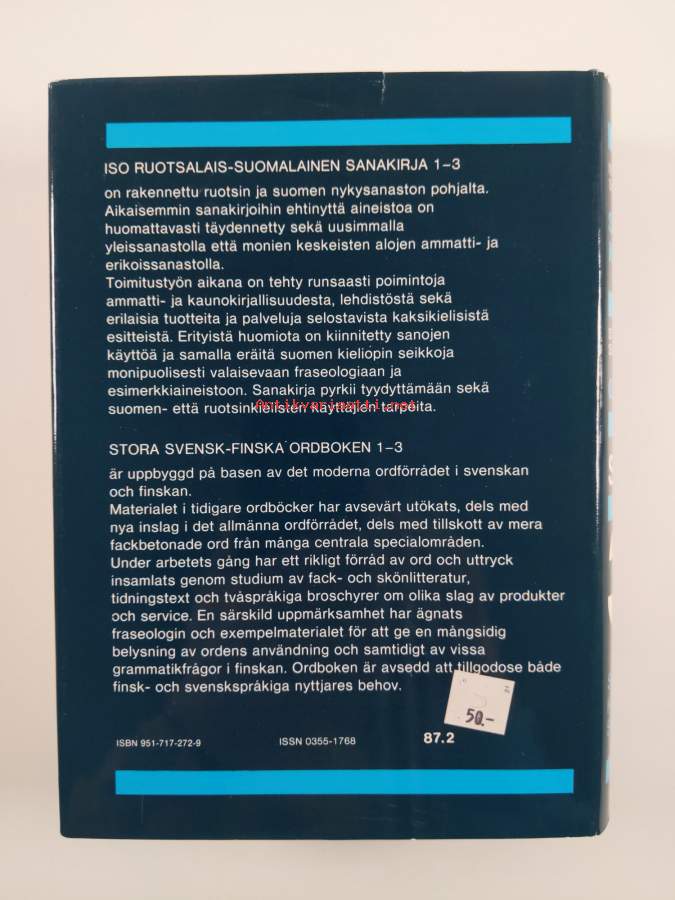 ISO RUOTSALAIS-SUOMALAINEN SANAKIRJA 1-3
on rakennettu ruotsin ja suomen nykysanaston pohjalta.
Aikaisemmin sanakirjoihin ehtinyttä aineistoa on
huomattavasti täydennetty sekä uusimmalla
yleissanastolla että monien keskeisten alojen ammatti- ja
erikoissanastolla.
Toimitustyön aikana on tehty runsaasti poimintoja
ammatti- ja kaunokirjallisuudesta, lehdistöstä sekä
erilaisia tuotteita ja palveluja selostavista kaksikielisistä
esitteistä. Erityistä huomiota on kiinnitetty sanojen
käyttöä ja samalla eräitä suomen kieliopin seikkoja
monipuolisesti valaisevaan fraseologiaan ja
esimerkkiaineistoon. Sanakirja pyrkii tyydyttämään sekä
suomen- että ruotsinkielisten käyttäjien tarpeita.
Antikvariaatti.net
STORA SVENSK-FINSKA ORDBOKEN 1-3
är uppbyggd på basen av det moderna ordförrådet i svenskan
och finskan.
Materialet i tidigare ordböcker har avsevärt utökats, dels med
nya inslag i det allmänna ordförrådet, dels med tillskott av mera
fackbetonade ord från många centrala specialområden.
Under arbetets gång har ett rikligt förråd av ord och uttryck
insamlats genom studium av fack- och skönlitteratur,
tidningstext och tvåspråkiga broschyrer om olika slag av produkter
och service. En särskild uppmärksamhet har ägnats
fraseologin och exempelmaterialet för att ge en mångsidig
belysning av ordens användning och samtidigt av vissa
grammatikfrågor i finskan. Ordboken är avsedd att tillgodose både
finsk- och svenskspråkiga nyttjares behov.
50.-
ISBN 951-717-272-9 ISSN 0355-1768 87.2